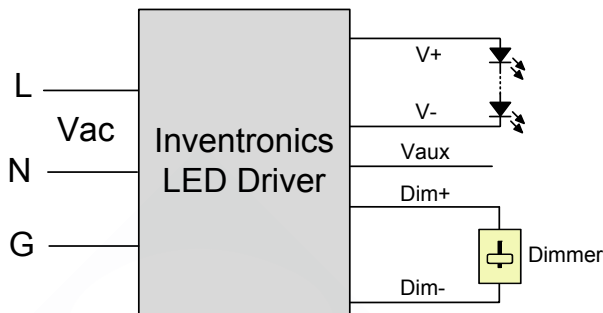 L
Vac
N
G
Inventronics
LED Driver
V+
V-
Vaux
Dim+
Dim-
Dimmer